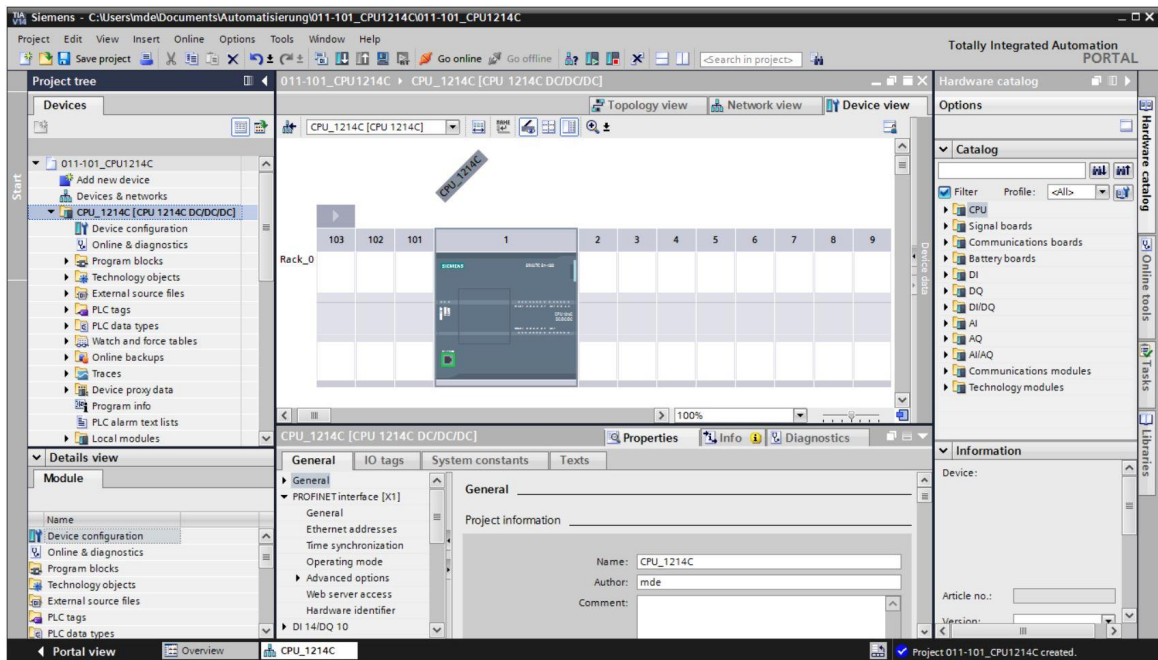 TIA V14 Siemens - C:\Users\mde\Documents\Automatisierung\011-101_CPU1214C\011-101_CPU1214C
Project Edit View Insert Online Options Tools Window Help
Totally Integrated Automation
PORTAL
Save project Go online Go offline <Search in project>
Start
Project tree
Devices
011-101_CPU1214C
Add new device
Devices & networks
CPU_1214C [CPU 1214C DC/DC/DC]
Device configuration
Online & diagnostics
Program blocks
Technology objects
External source files
PLC tags
PLC data types
Watch and force tables
Online backups
Traces
Device proxy data
Program info
PLC alarm text lists
Local modules
Details view
Module
Name
Device configuration
Online & diagnostics
Program blocks
Technology objects
External source files
PLC tags
PLC data types
011-101_CPU1214C CPU_1214C [CPU 1214C DC/DC/DC]
Topology view Network view Device view
CPU_1214C [CPU 1214C]
CPU_1214C
103 102 101 1 2 3 4 5 6 7 8 9
Rack_0
SIEMENS
Device data
100%
CPU_1214C [CPU 1214C DC/DC/DC]
Properties Info Diagnostics
General IO tags System constants Texts
General
PROFINET interface [X1]
General
Ethernet addresses
Time synchronization
Operating mode
Advanced options
Web server access
Hardware identifier
DI 14/DQ 10
General
Project information
Name: CPU_1214C
Author: mde
Comment:
Hardware catalog
Options
Catalog
Filter Profile: <All>
CPU
Signal boards
Communications boards
Battery boards
DI
DQ
DI/DQ
AI
AQ
AI/AQ
Communications modules
Technology modules
Information
Device:
Article no.:
Version:
Hardware catalog
Online tools
Tasks
Libraries
Portal view Overview CPU_1214C Project 011-101_CPU1214C created.